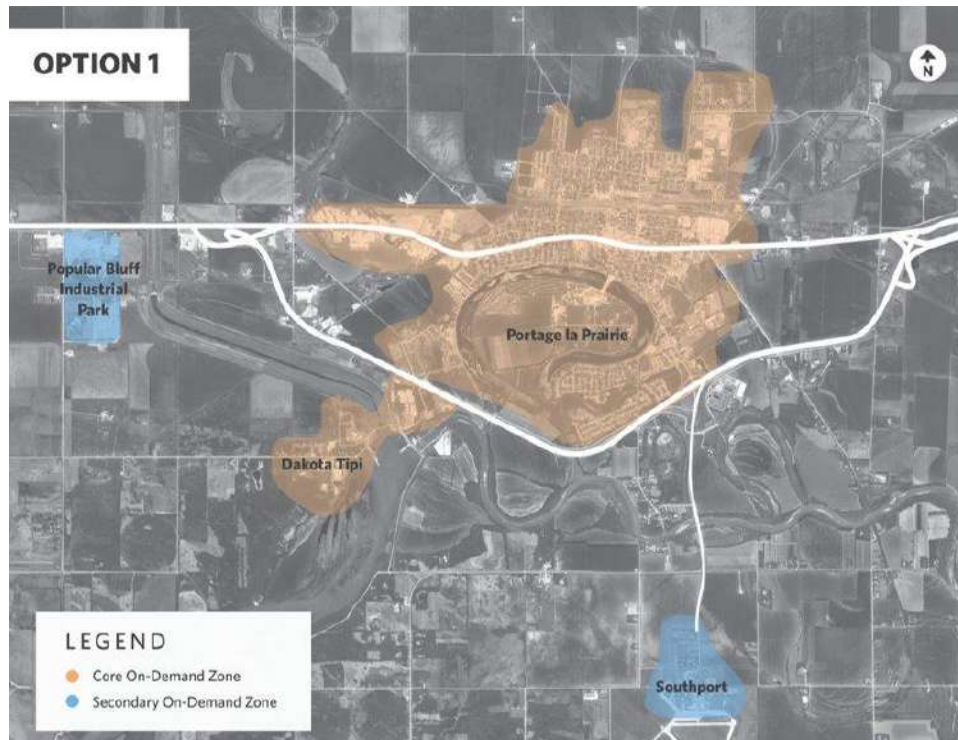 OPTION 1
N
Popular Bluff
Industrial
Park
Portage la Prairie
Dakota Tipi
Southport
LEGEND
Core On-Demand Zone
Secondary On-Demand Zone